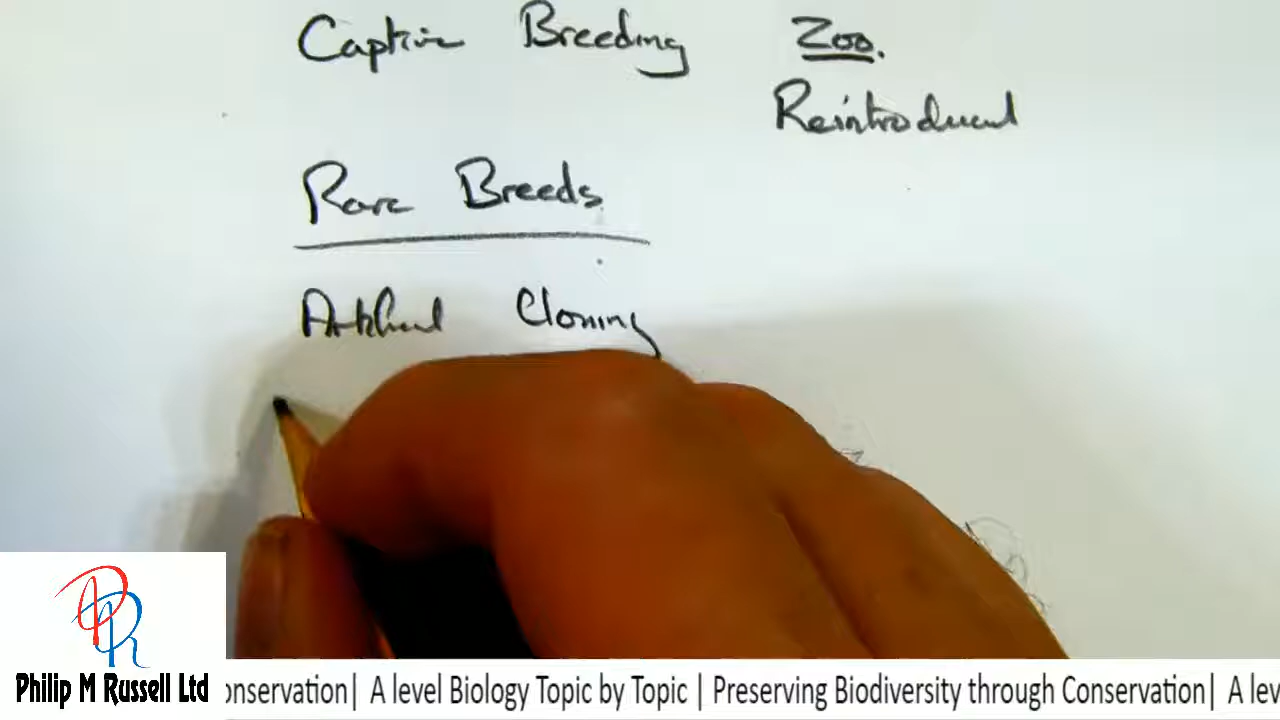 Captive Breeding Zoo.
Reintroduced
Rare Breeds
Artificial Cloning
Philip M Russell Ltd
onservation| A level Biology Topic by Topic | Preserving Biodiversity through Conservation| A lev